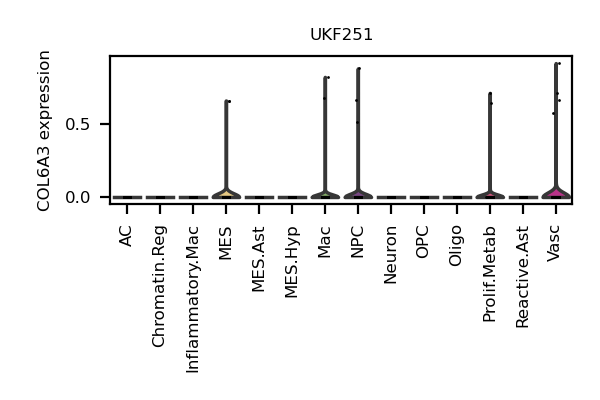 UKF251
COL6A3 expression
0.5
0.0
AC
Chromatin.Reg
Inflammatory.Mac
MES
MES.Ast
MES.Hyp
Mac
NPC
Neuron
OPC
Oligo
Prolif.Metab
Reactive.Ast
Vasc